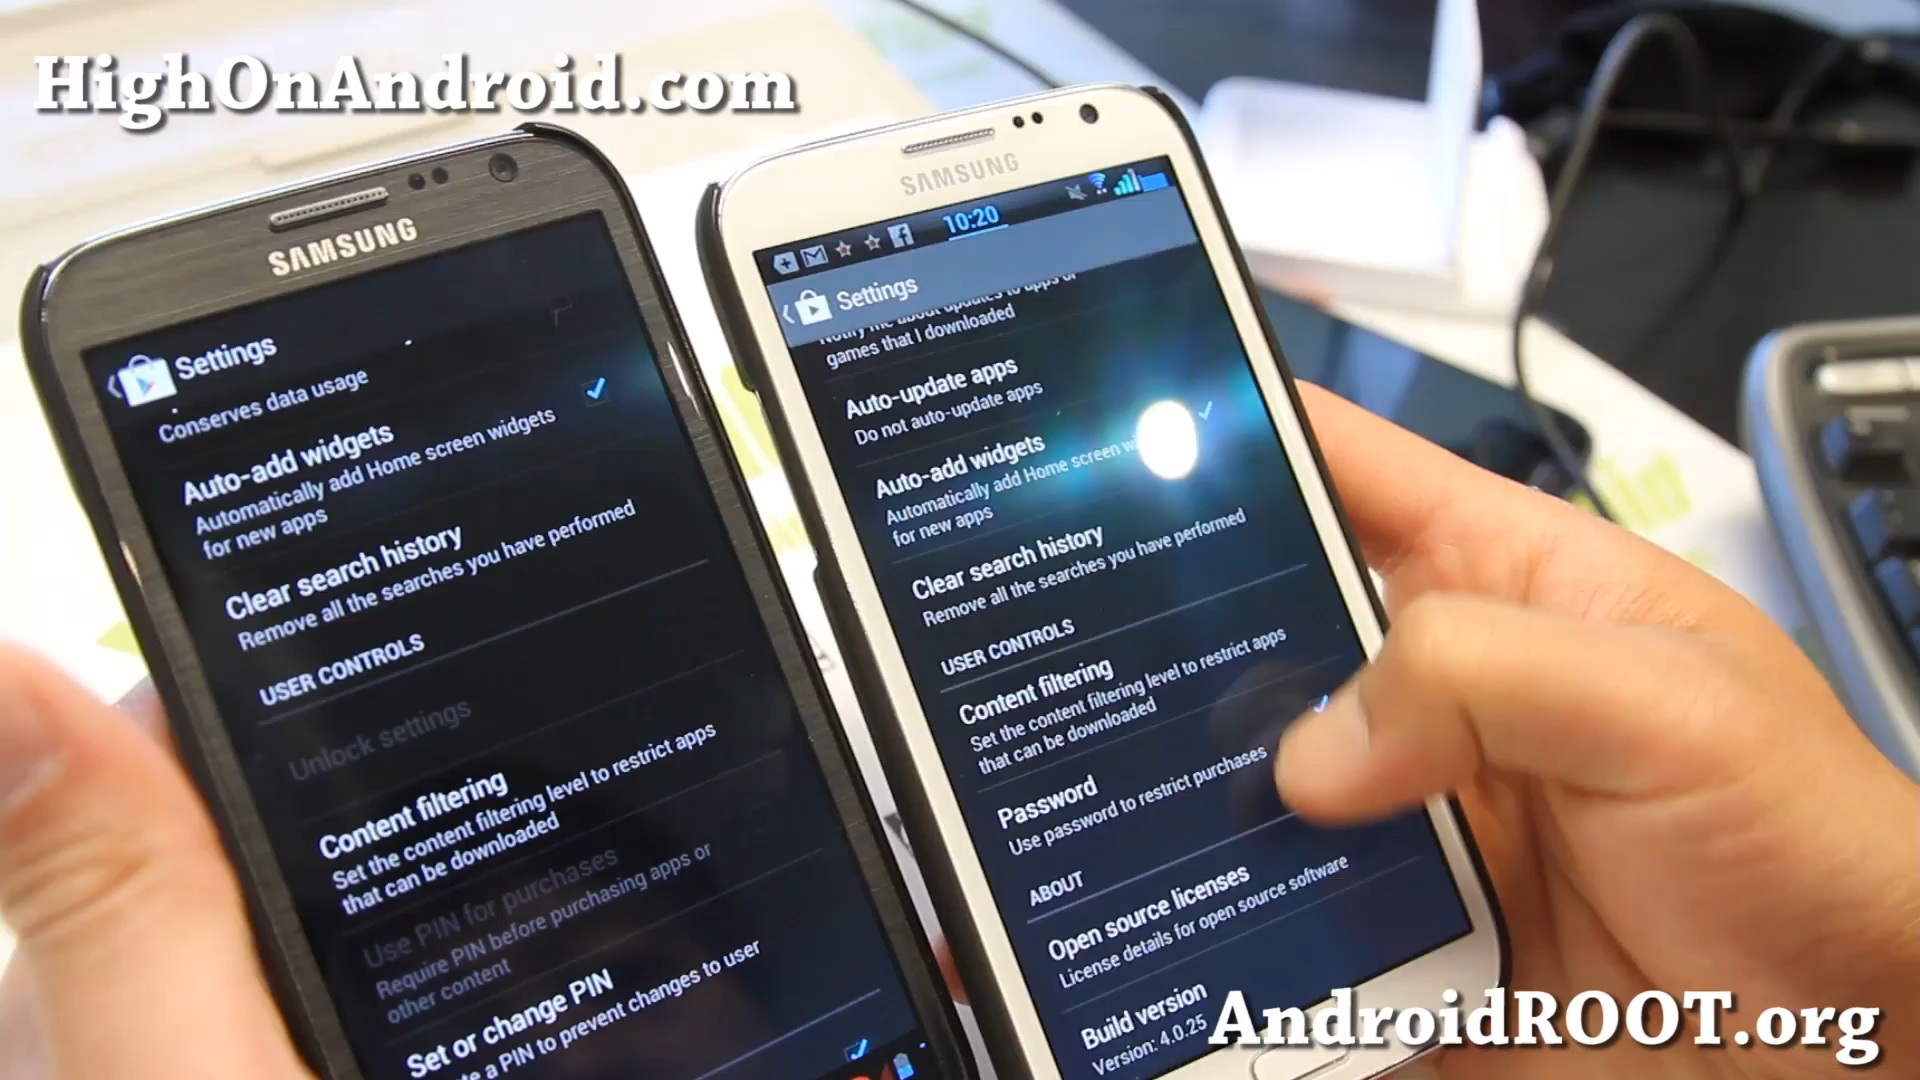 HighOnAndroid.com
SAMSUNG
Settings
Conserves data usage
Auto-add widgets
Automatically add Home screen widgets
for new apps
Clear search history
Remove all the searches you have performed
USER CONTROLS
Unlock settings
Content filtering
Set the content filtering level to restrict apps
that can be downloaded
Use PIN for purchases
Require PIN before purchasing apps or
other content
Set or change PIN
a PIN to prevent changes to user
SAMSUNG
10:20
Settings
Notify me about updates to apps or
games that I downloaded
Auto-update apps
Do not auto-update apps
Auto-add widgets
Automatically add Home screen
for new apps
Clear search history
Remove all the searches you have performed
USER CONTROLS
Content filtering
Set the content filtering level to restrict apps
that can be downloaded
Password
Use password to restrict purchases
ABOUT
Open source licenses
License details for open source software
Build version
Version: 4.0.25
AndroidROOT.org